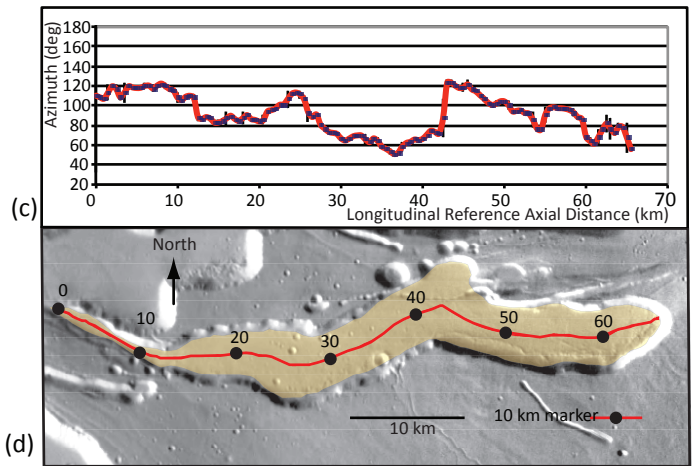 180
160
140
120
100
80
60
40
20
Azimuth (deg)
0 10 20 30 40 50 60 70
Longitudinal Reference Axial Distance (km)
(c)
North
0
10
20
30
40
50
60
10 km
10 km marker
(d)